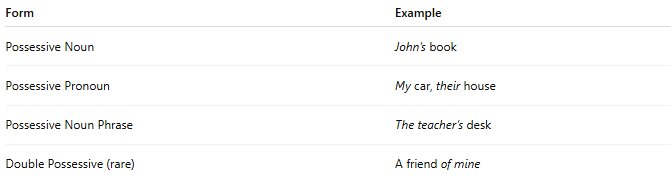 Form Example
Possessive Noun John's book
Possessive Pronoun My car, their house
Possessive Noun Phrase The teacher's desk
Double Possessive (rare) A friend of mine